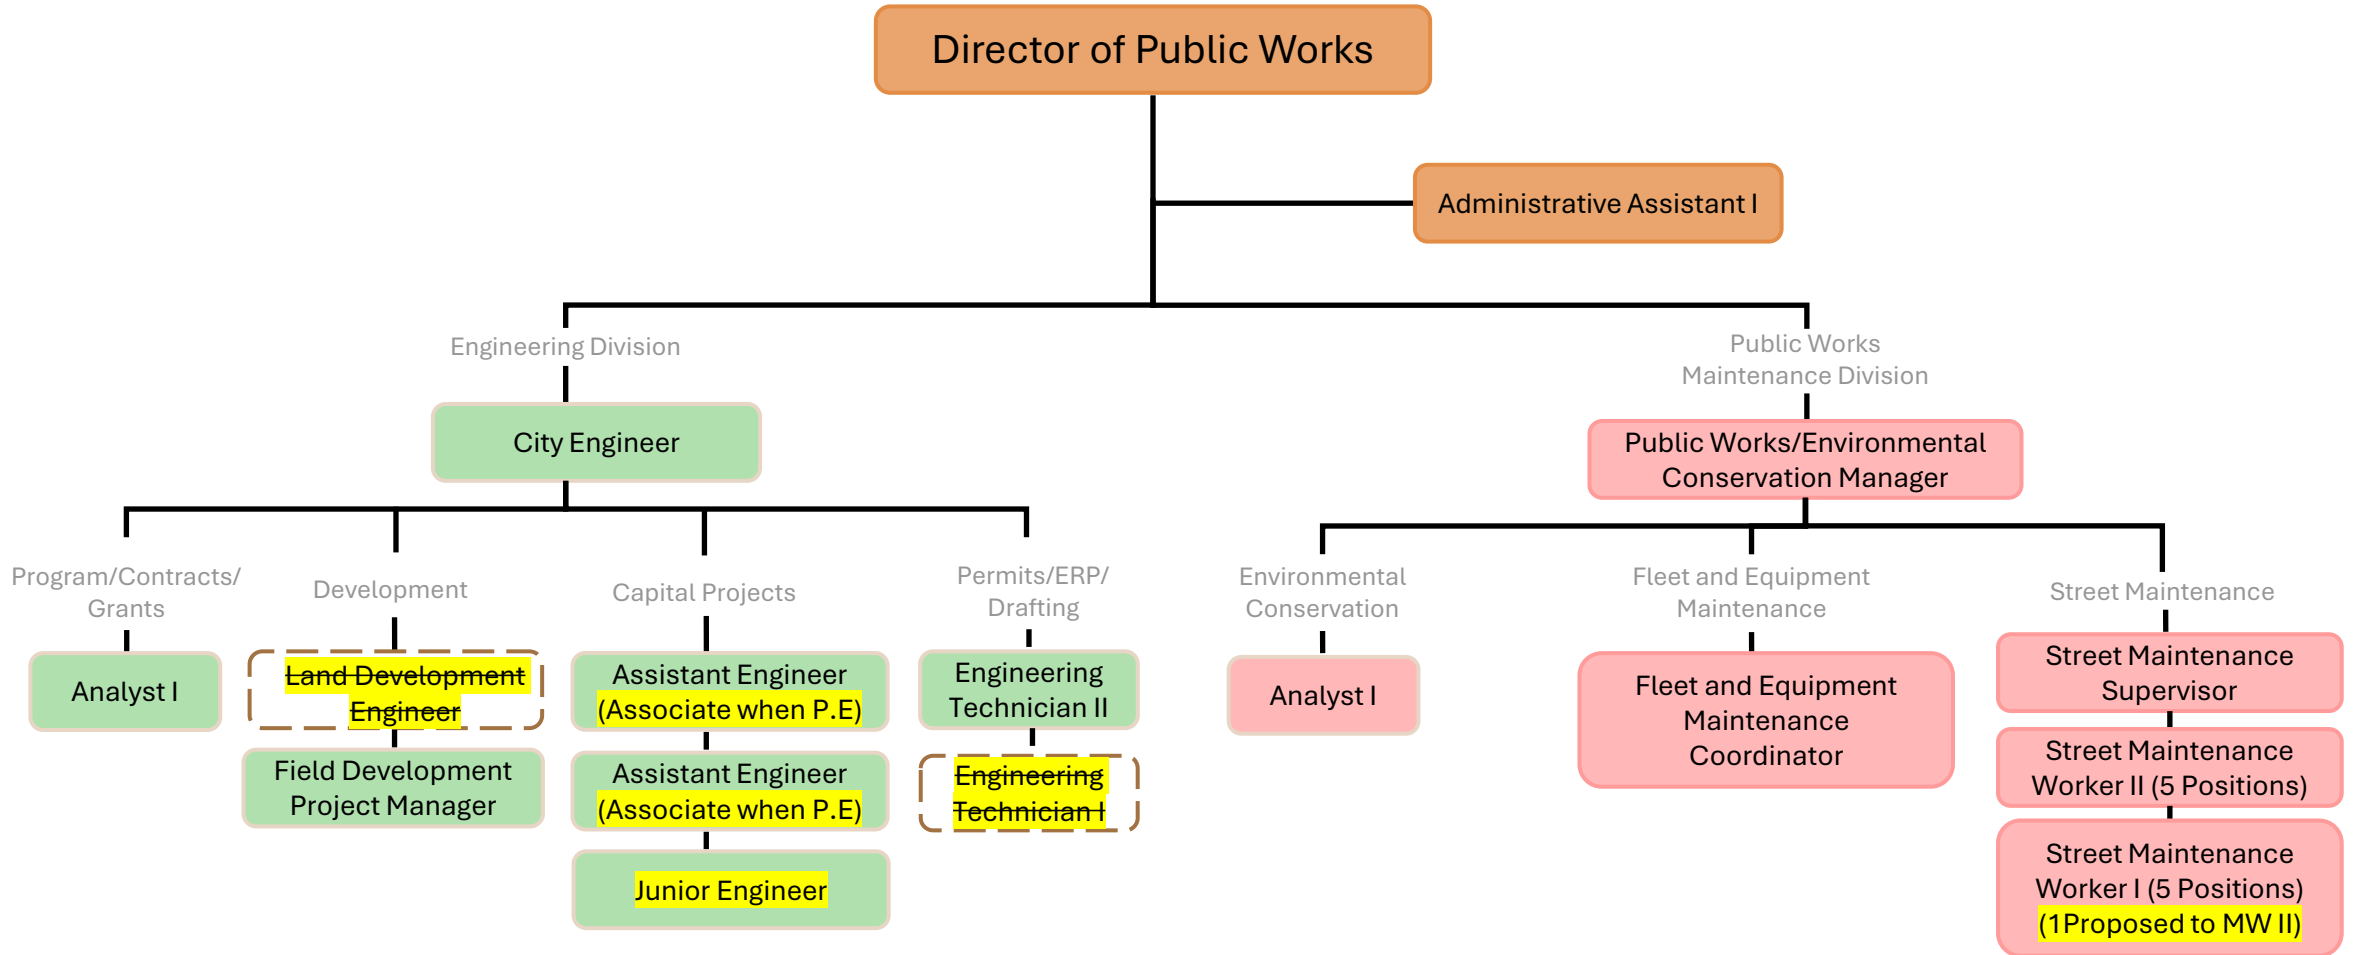 Director of Public Works
Administrative Assistant I
Engineering Division
Public Works
Maintenance Division
City Engineer
Public Works/Environmental
Conservation Manager
Program/Contracts/
Grants
Development
Capital Projects
Permits/ERP/
Drafting
Environmental
Conservation
Fleet and Equipment
Maintenance
Street Maintenance
Analyst I
Land Development
Engineer
Field Development
Project Manager
Assistant Engineer
(Associate when P.E)
Assistant Engineer
(Associate when P.E)
Junior Engineer
Engineering
Technician II
Engineering
Technician I
Analyst I
Fleet and Equipment
Maintenance
Coordinator
Street Maintenance
Supervisor
Street Maintenance
Worker II (5 Positions)
Street Maintenance
Worker I (5 Positions)
(1Proposed to MW II)